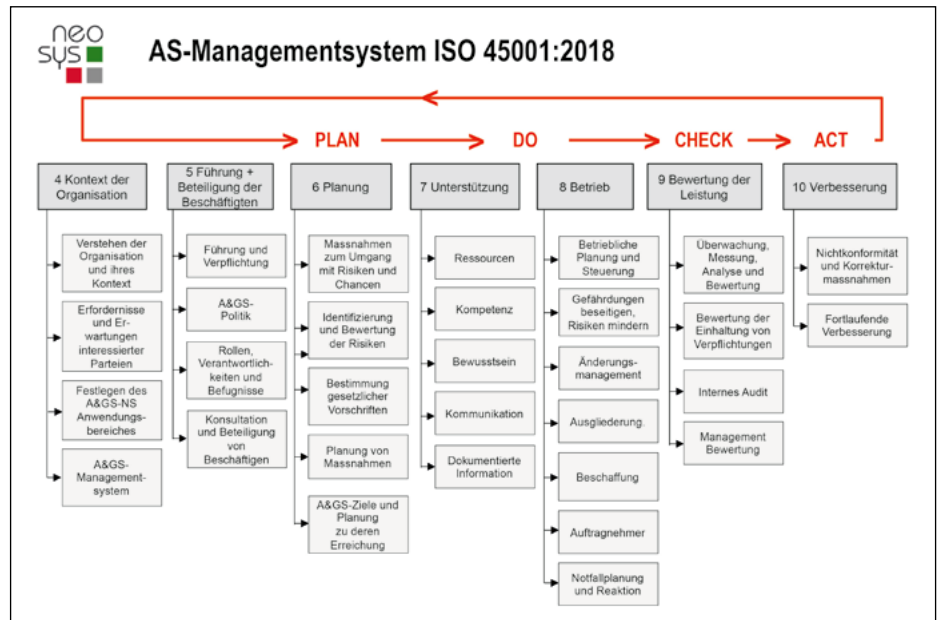 neo
sys
AS-Managementsystem ISO 45001:2018
PLAN
DO
CHECK
ACT
4 Kontext der
Organisation
Verstehen der
Organisation
und ihres
Kontext
Erfordernisse
und Er-
wartungen
interessierter
Parteien
Festlegen des
A&GS-NS
Anwendungs-
bereiches
A&GS-
Management-
system
5 Führung +
Beteiligung der
Beschäftigten
Führung und
Verpflichtung
A&GS-
Politik
Rollen,
Verantwortlich-
keiten und
Befugnisse
Konsultation
und Beteiligung
von
Beschäftigen
6 Planung
Massnahmen
zum Umgang
mit Risiken und
Chancen
Identifizierung
und Bewertung
der Risiken
Bestimmung
gesetzlicher
Vorschriften
Planung von
Massnahmen
A&GS-Ziele und
Planung
zu deren
Erreichung
7 Unterstützung
Ressourcen
Kompetenz
Bewusstsein
Kommunikation
Dokumentierte
Information
8 Betrieb
Betriebliche
Planung und
Steuerung
Gefährdungen
beseitigen,
Risiken mindern
Änderungs-
management
Ausgliederung.
Beschaffung
Auftragnehmer
Notfallplanung
und Reaktion
9 Bewertung der
Leistung
Überwachung,
Messung,
Analyse und
Bewertung
Bewertung der
Einhaltung von
Verpflichtungen
Internes Audit
Management
Bewertung
10 Verbesserung
Nichtkonformität
und Korrektur-
massnahmen
Fortlaufende
Verbesserung